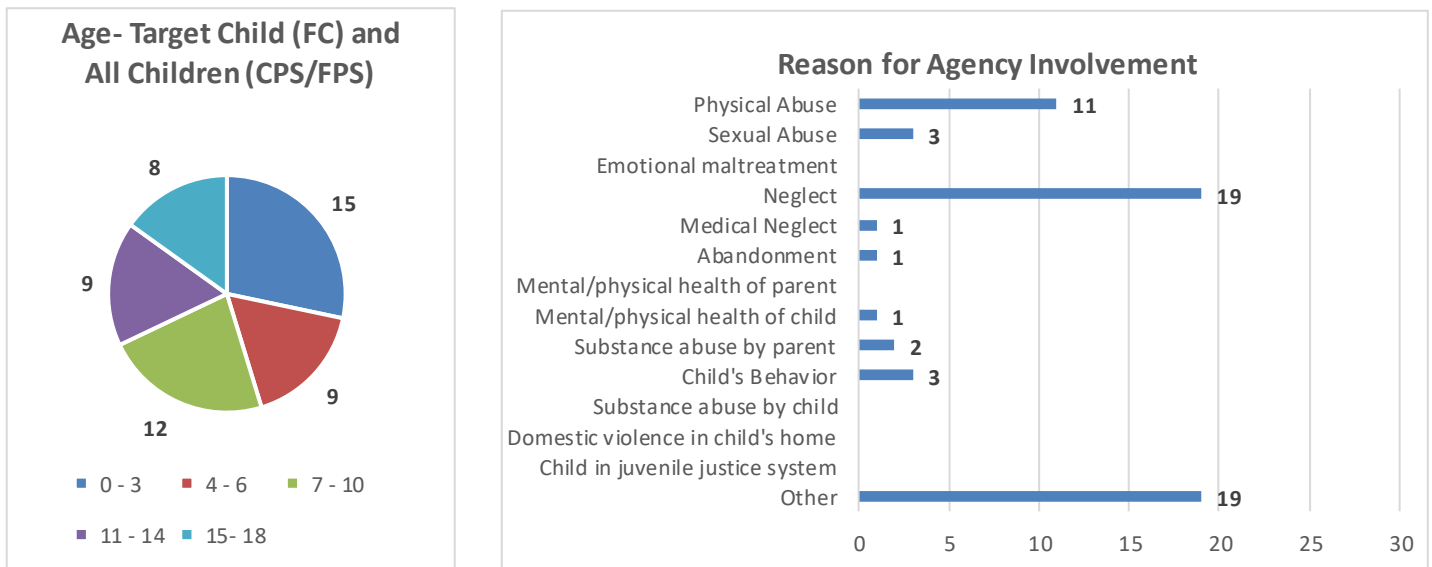 Age- Target Child (FC) and
All Children (CPS/FPS)
8
15
9
9
12
0 - 3
4 - 6
7 - 10
11 - 14
15- 18
Reason for Agency Involvement
Physical Abuse 11
Sexual Abuse 3
Emotional maltreatment
Neglect 19
Medical Neglect 1
Abandonment 1
Mental/physical health of parent
Mental/physical health of child 1
Substance abuse by parent 2
Child's Behavior 3
Substance abuse by child
Domestic violence in child's home
Child in juvenile justice system
Other 19
0 5 10 15 20 25 30